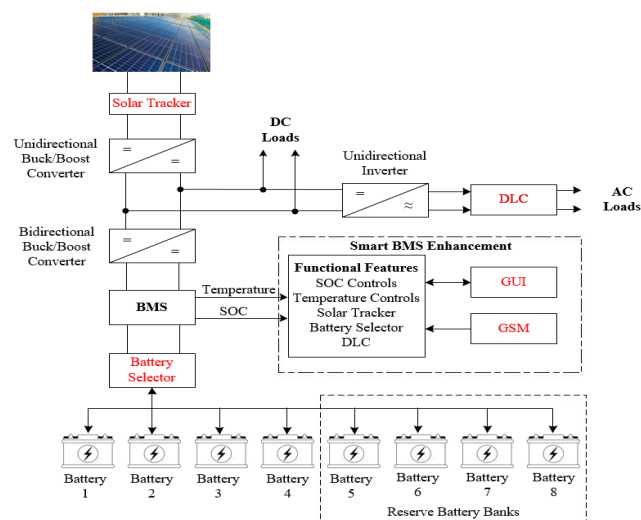 Solar Tracker
Unidirectional
Buck/Boost
Converter
=
=
DC
Loads
Unidirectional
Inverter
=
≈
DLC
AC
Loads
Bidirectional
Buck/Boost
Converter
=
=
Smart BMS Enhancement
Functional Features
SOC Controls
Temperature Controls
Solar Tracker
Battery Selector
DLC
GUI
GSM
BMS
Temperature
SOC
Battery
Selector
Battery
1
Battery
2
Battery
3
Battery
4
Battery
5
Battery
6
Battery
7
Battery
8
Reserve Battery Banks